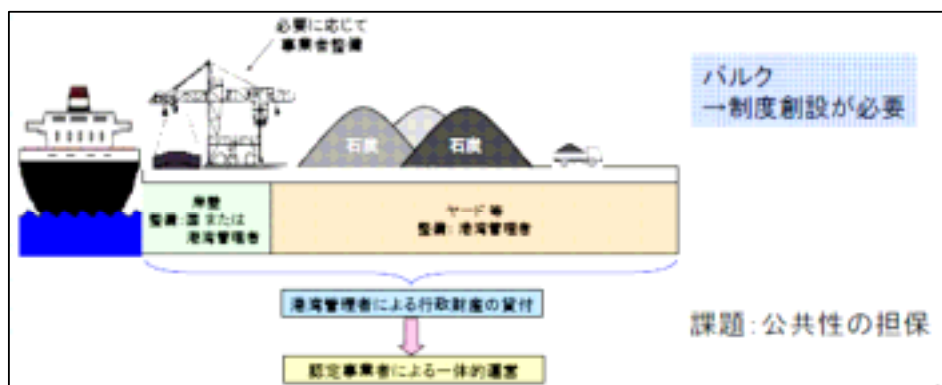 必要に応じて
事業者整備
バルク
→制度創設が必要
石炭
石炭
岸壁
整備:国または
港湾管理者
ヤード等
整備:港湾管理者
港湾管理者による行政財産の貸付
課題:公共性の担保
認定事業者による一体的運営